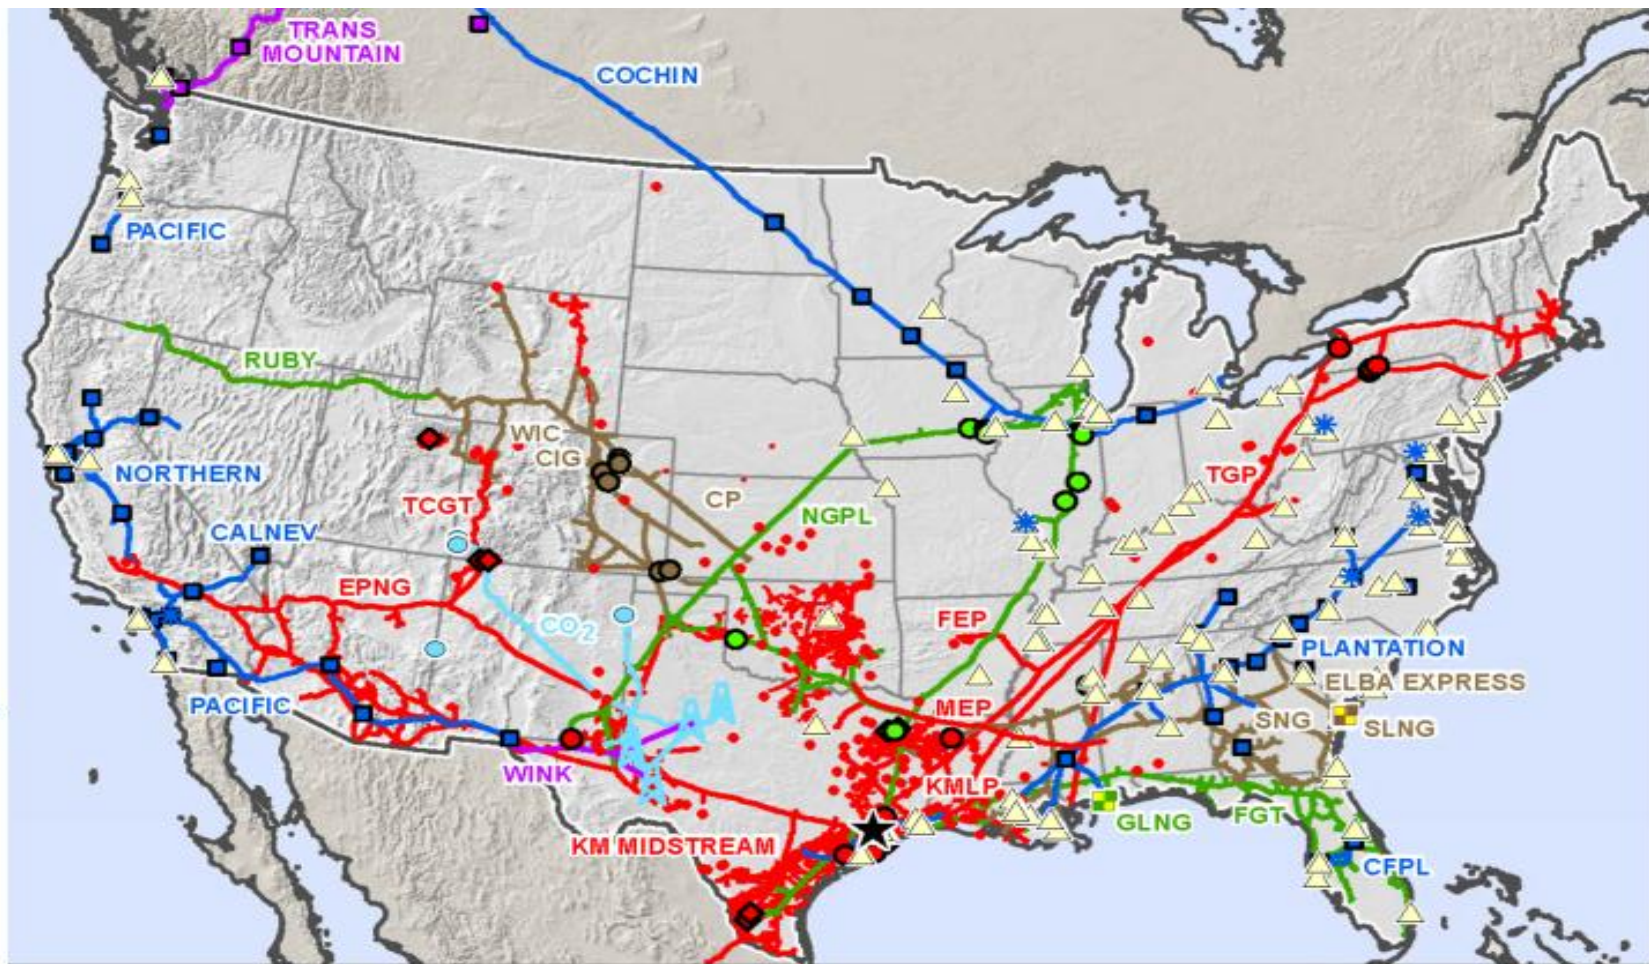 TRANS
MOUNTAIN
COCHIN
PACIFIC
RUBY
WIC
CIG
NORTHERN
TCGT
CP
NGPL
TGP
CALNEV
EPNG
CO2
FEP
PLANTATION
ELBA EXPRESS
PACIFIC
MEP
SNG
SLNG
WINK
KMLP
GLNG
FGT
KM MIDSTREAM
CFPL